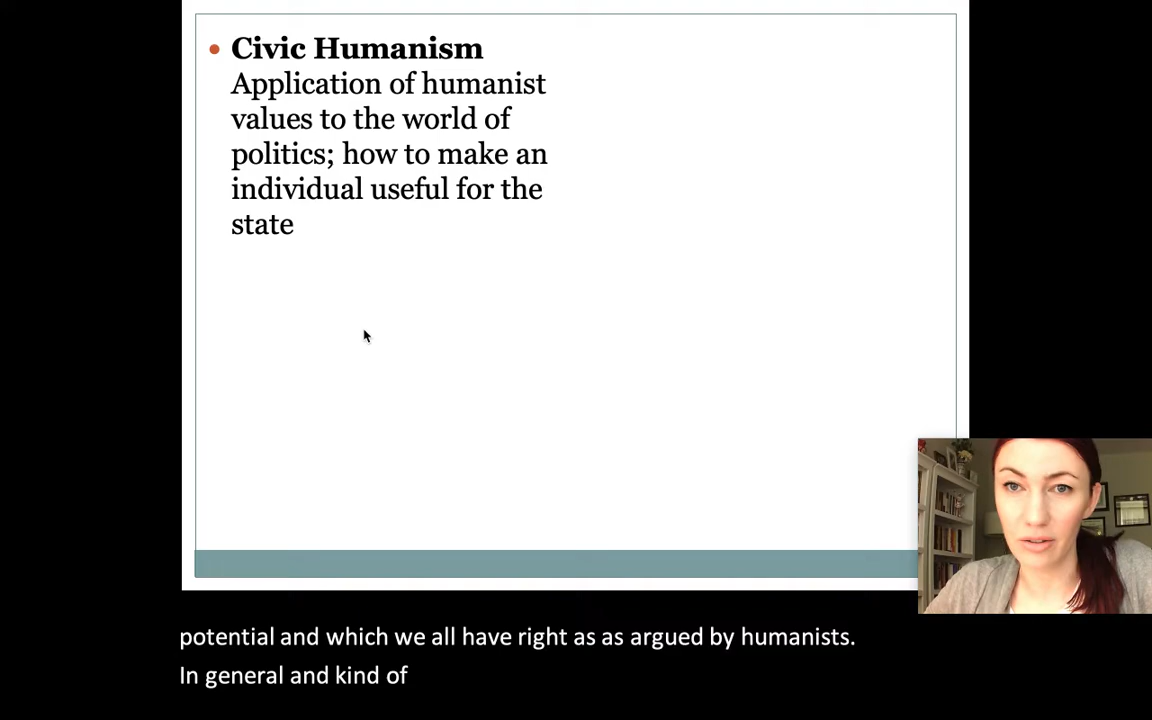 Civic Humanism
Application of humanist
values to the world of
politics; how to make an
individual useful for the
state
potential and which we all have right as as argued by humanists.
In general and kind of